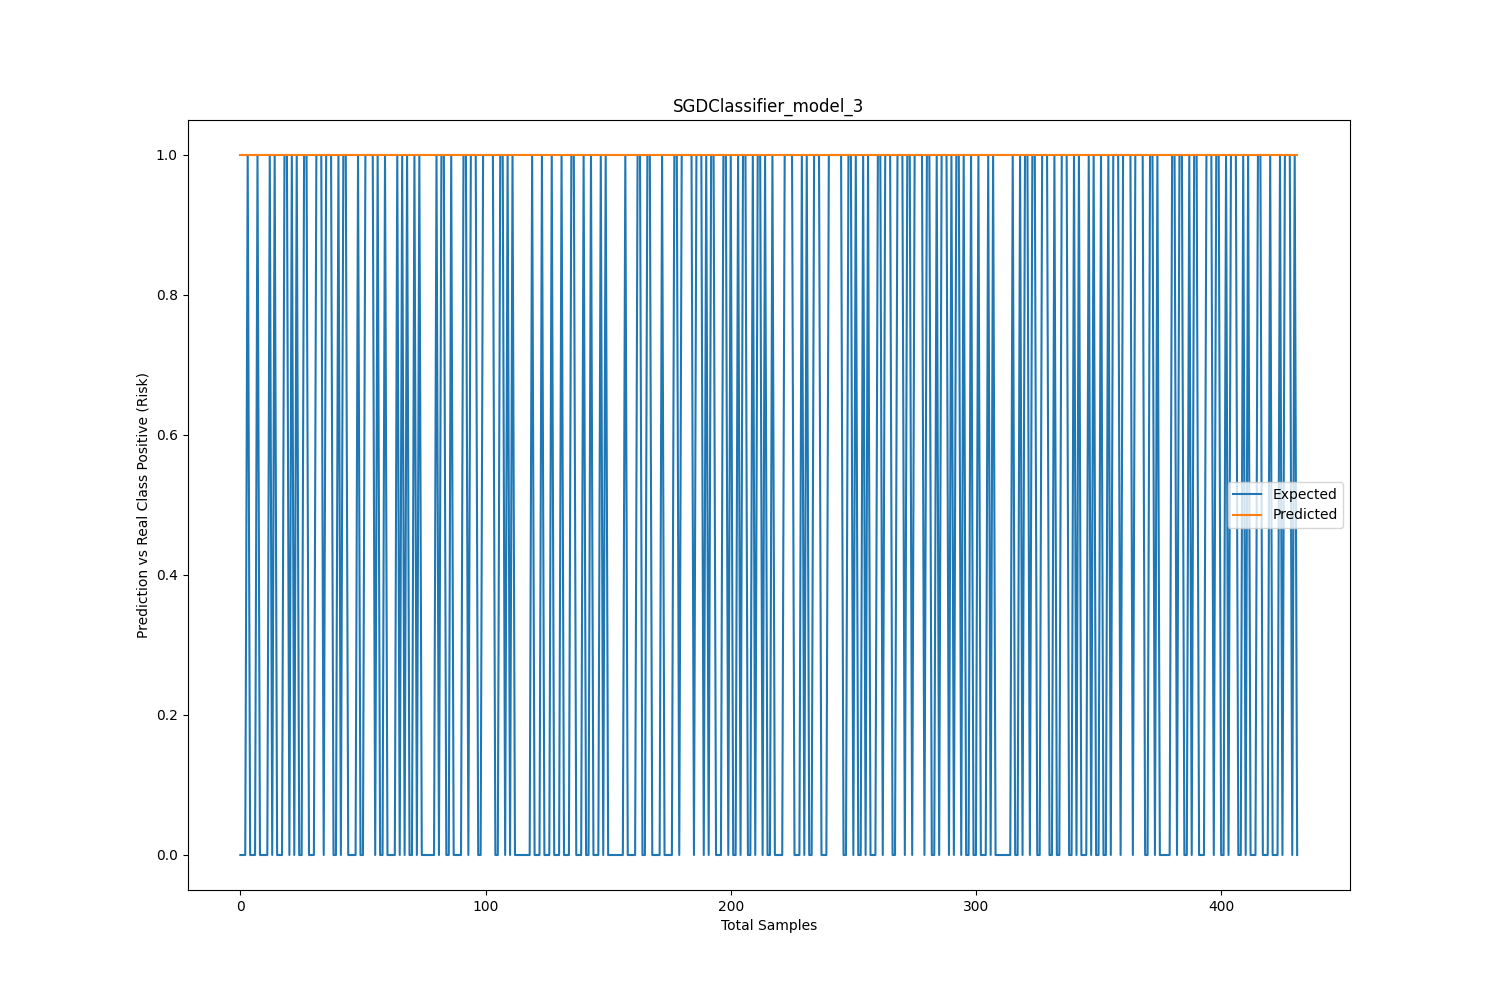 SGDClassifier_model_3
Prediction vs Real Class Positive (Risk)
1.0
0.8
0.6
0.4
0.2
0.0
Expected
Predicted
0 100 200 300 400
Total Samples